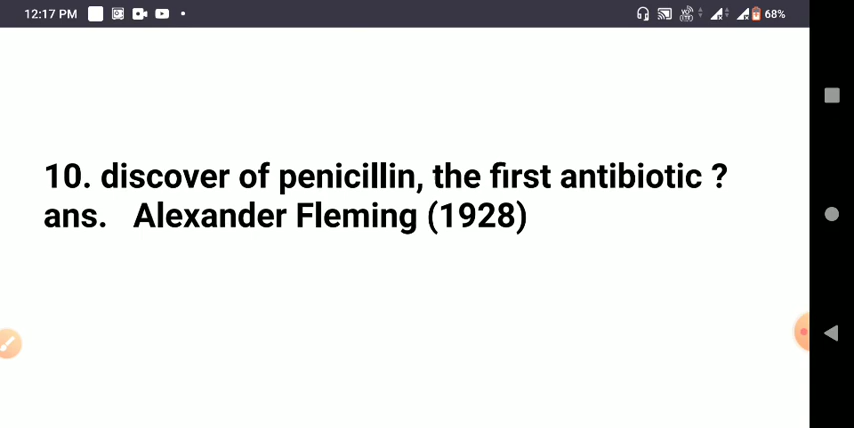 12:17 PM
68%
10. discover of penicillin, the first antibiotic ?
ans. Alexander Fleming (1928)